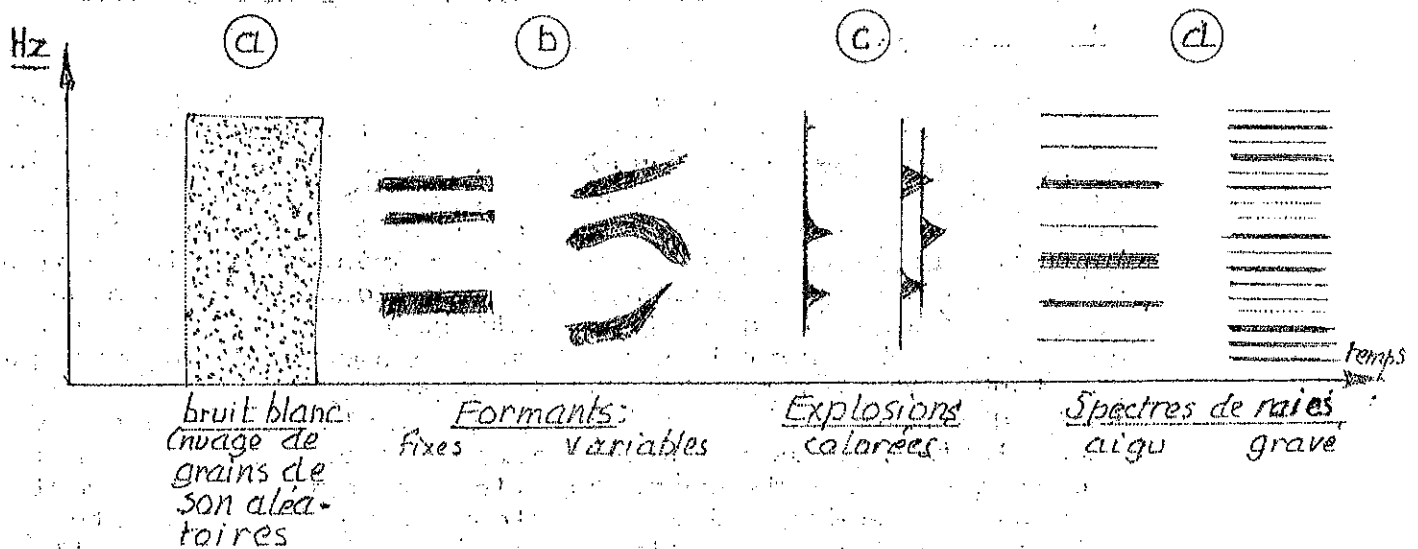 Hz
a
b
c
d
temps
bruit blanc
(nuage de
grains de
son aléa-
toires
Formants:
fixes variables
Explosions
colorées
Spectres de raies
aigu grave